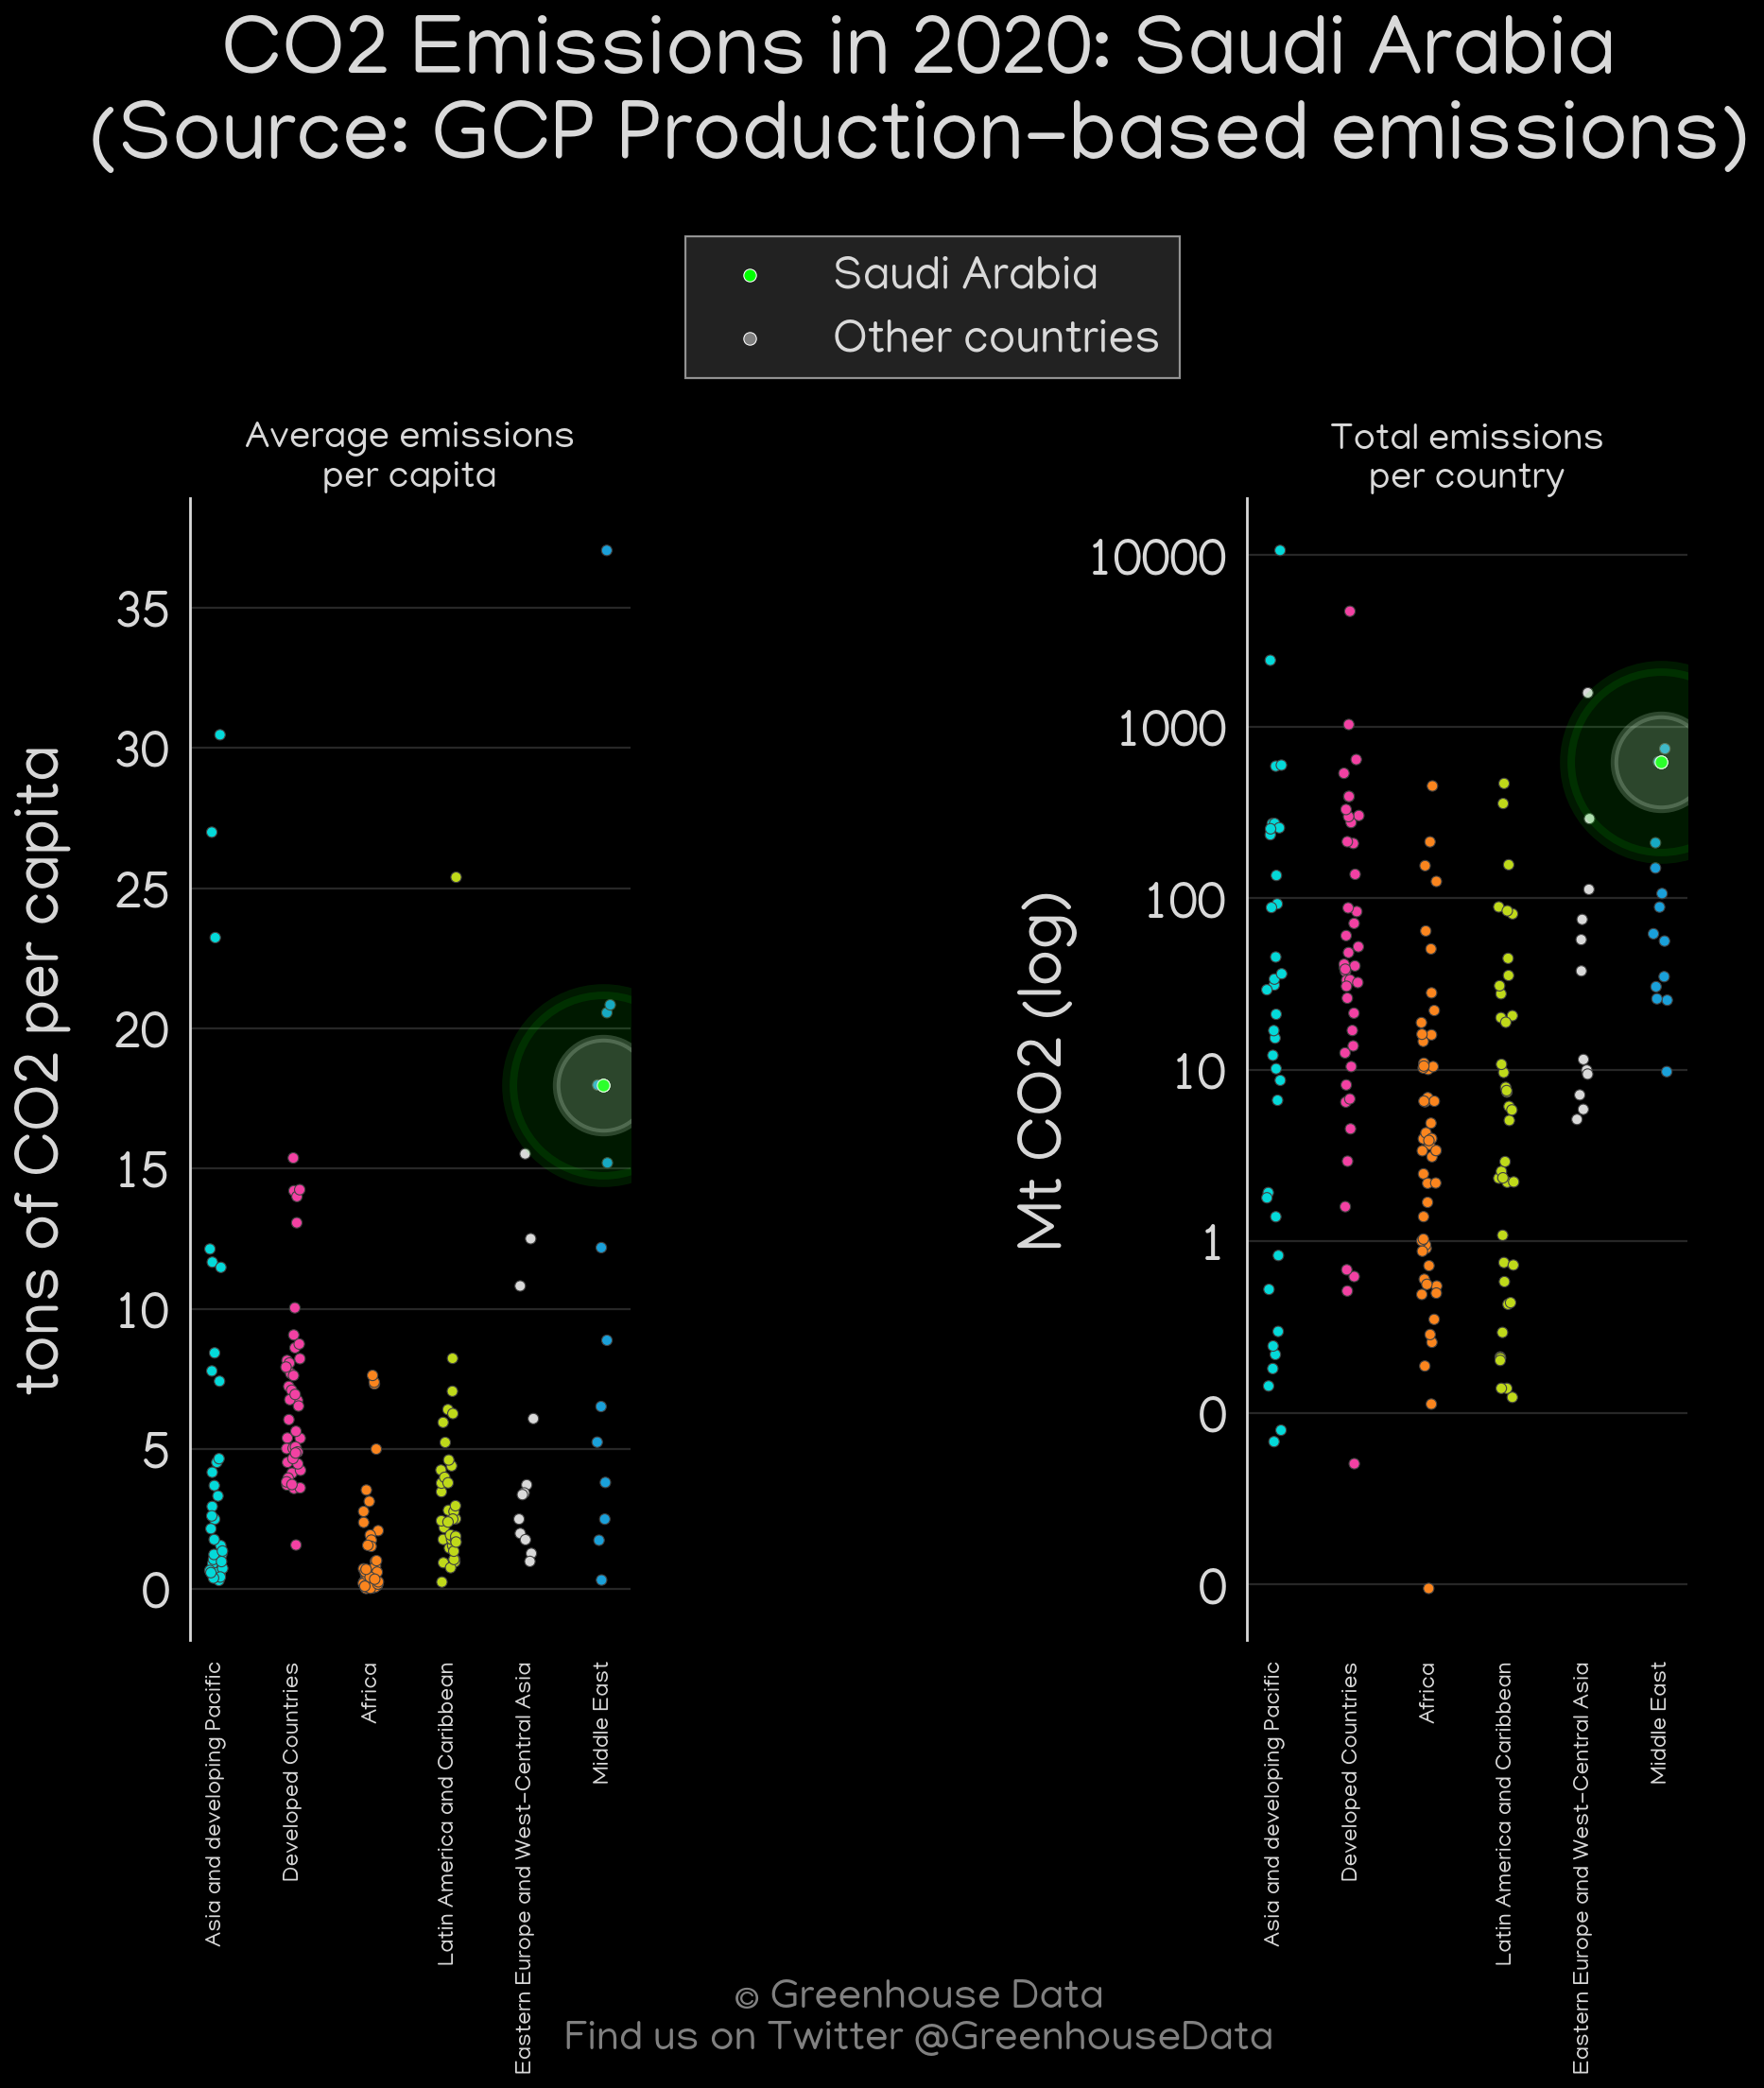 CO2 Emissions in 2020: Saudi Arabia
(Source: GCP Production-based emissions)
Saudi Arabia
Other countries
Average emissions
per capita
tons of CO2 per capita
35
30
25
20
15
10
5
0
Asia and developing Pacific
Developed Countries
Africa
Latin America and Caribbean
Eastern Europe and West-Central Asia
Middle East
Total emissions
per country
Mt CO2 (log)
10000
1000
100
10
1
0
0
Asia and developing Pacific
Developed Countries
Africa
Latin America and Caribbean
Eastern Europe and West-Central Asia
Middle East
© Greenhouse Data
Find us on Twitter @GreenhouseData